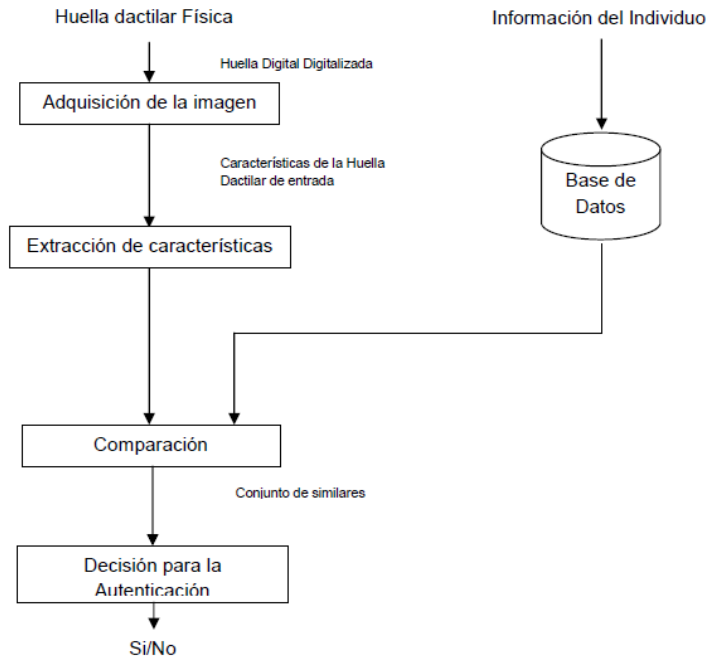 Huella dactilar Física
Información del Individuo
Huella Digital Digitalizada
Adquisición de la imagen
Características de la Huella
Dactilar de entrada
Base de
Datos
Extracción de características
Comparación
Conjunto de similares
Decisión para la
Autenticación
Si/No